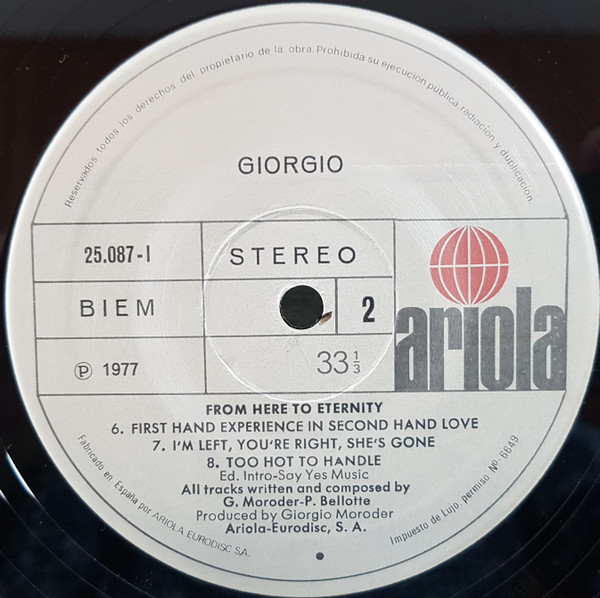 Reservados todos los derechos del propietario de la obra. Prohibida su ejecucion publica, radiación y duplicación.
GIORGIO
25.087-I
STEREO
BIEM
2
ariola
Ⓟ 1977
33⅓
FROM HERE TO ETERNITY
6. FIRST HAND EXPERIENCE IN SECOND HAND LOVE
7. I'M LEFT, YOU'RE RIGHT, SHE'S GONE
8. TOO HOT TO HANDLE
Ed. Intro-Say Yes Music
All tracks written and composed by
G. Moroder-P. Bellotte
Produced by Giorgio Moroder
Ariola-Eurodisc, S. A.
Fabricado en España por ARIOLA EURODISC SA.
Impuesto de Lujo, permiso Nº 6649